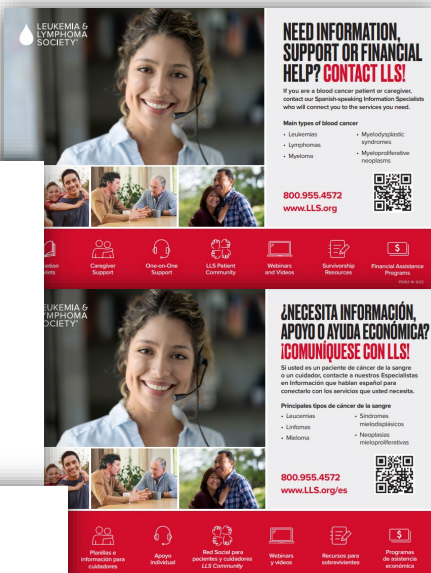 LEUKEMIA &
LYMPHOMA
SOCIETY®
NEED INFORMATION,
SUPPORT OR FINANCIAL
HELP? CONTACT LLS!
If you are a blood cancer patient or caregiver,
contact our Spanish-speaking Information Specialists
who will connect you to the services you need.
Main types of blood cancer
• Leukemias
• Lymphomas
• Myeloma
• Myelodysplastic
syndromes
• Myeloproliferative
neoplasms
800.955.4572
www.LLS.org
Caregiver
Support
One-on-One
Support
LLS Patient
Community
Webinars
and Videos
Survivorship
Resources
Financial Assistance
Programs
EUKEMIA &
YMPHOMA
OCIETY®
¿NECESITA INFORMACIÓN,
APOYO O AYUDA ECONÓMICA?
¡COMUNÍQUESE CON LLS!
Si usted es un paciente de cáncer de la sangre
o un cuidador, contacte a nuestros Especialistas
en Información que hablan español para
conectarlo con los servicios que usted necesita.
Principales tipos de cáncer de la sangre
• Leucemias
• Linfomas
• Mieloma
• Síndromes
mielodisplásicos
• Neoplasias
mieloproliferativas
800.955.4572
www.LLS.org/es
Planillas e
información para
cuidadores
Apoyo
individual
Red Social para
pacientes y cuidadores
LLS Community
Webinars
y videos
Recursos para
sobrevivientes
Programas
de asistencia
económica